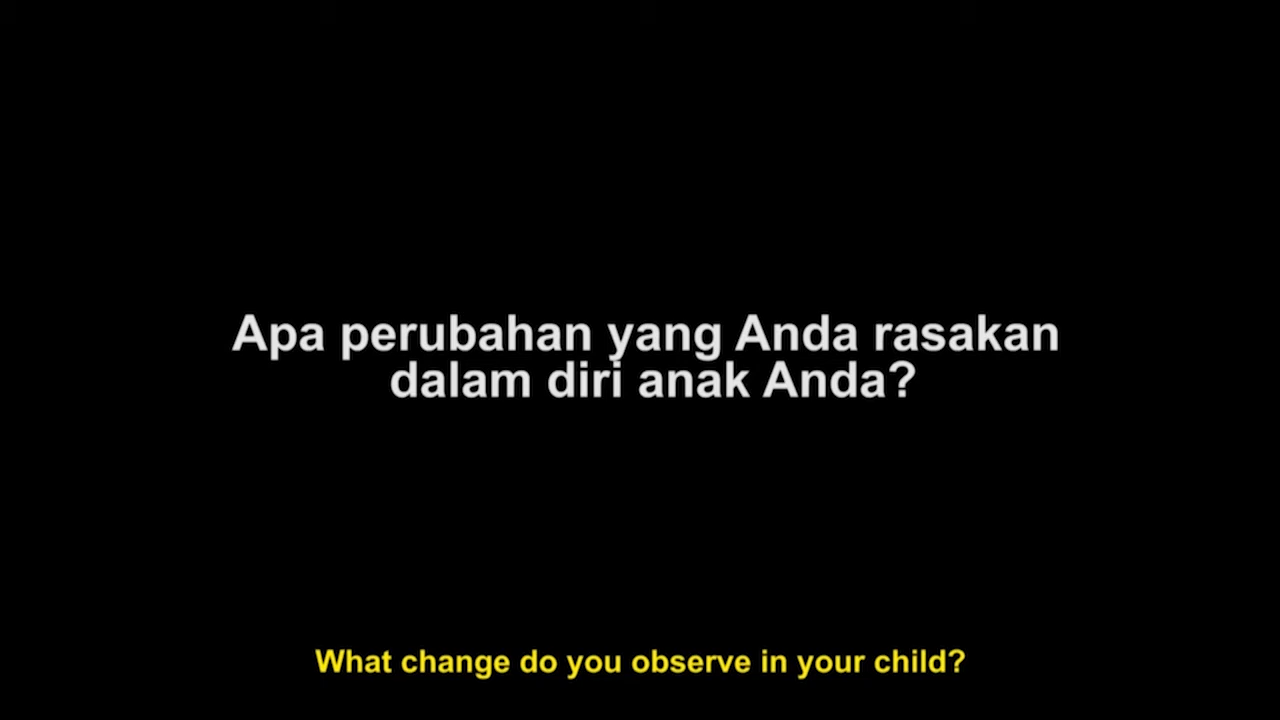 Apa perubahan yang Anda rasakan
dalam diri anak Anda?
What change do you observe in your child?